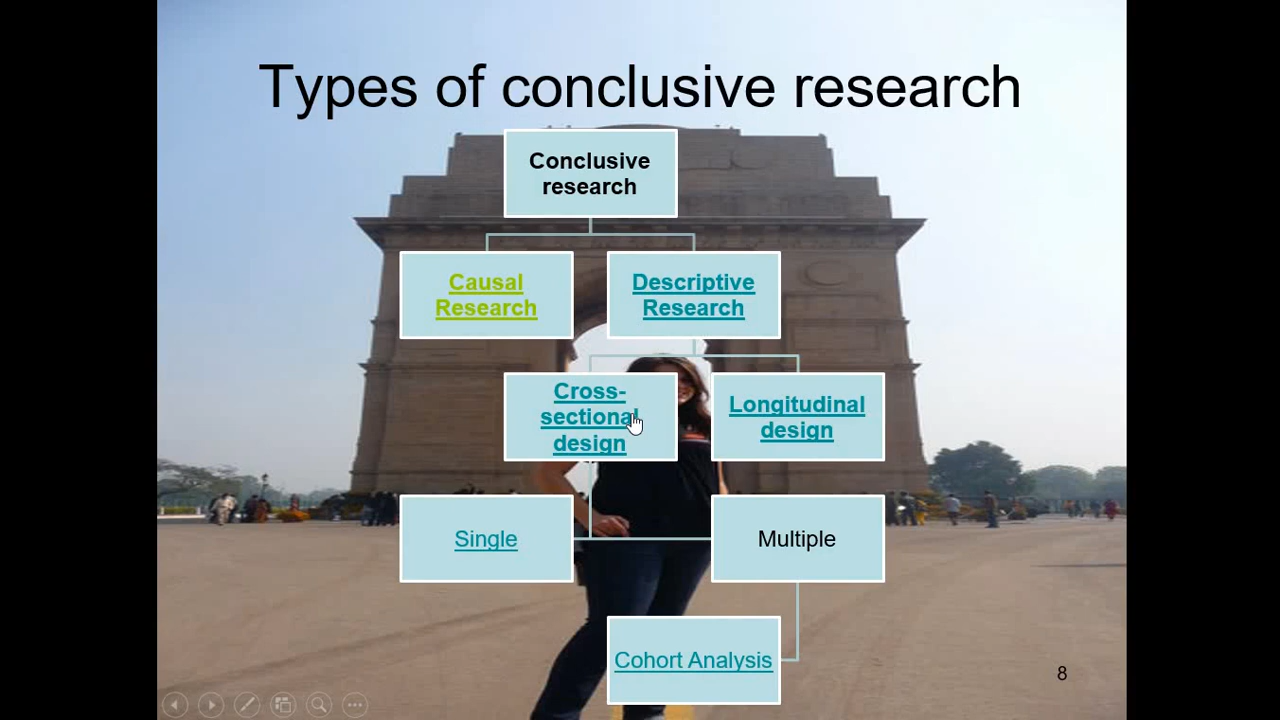 Types of conclusive research
Conclusive
research
Causal
Research
Descriptive
Research
Cross-
sectional
design
Longitudinal
design
Single
Multiple
Cohort Analysis
8